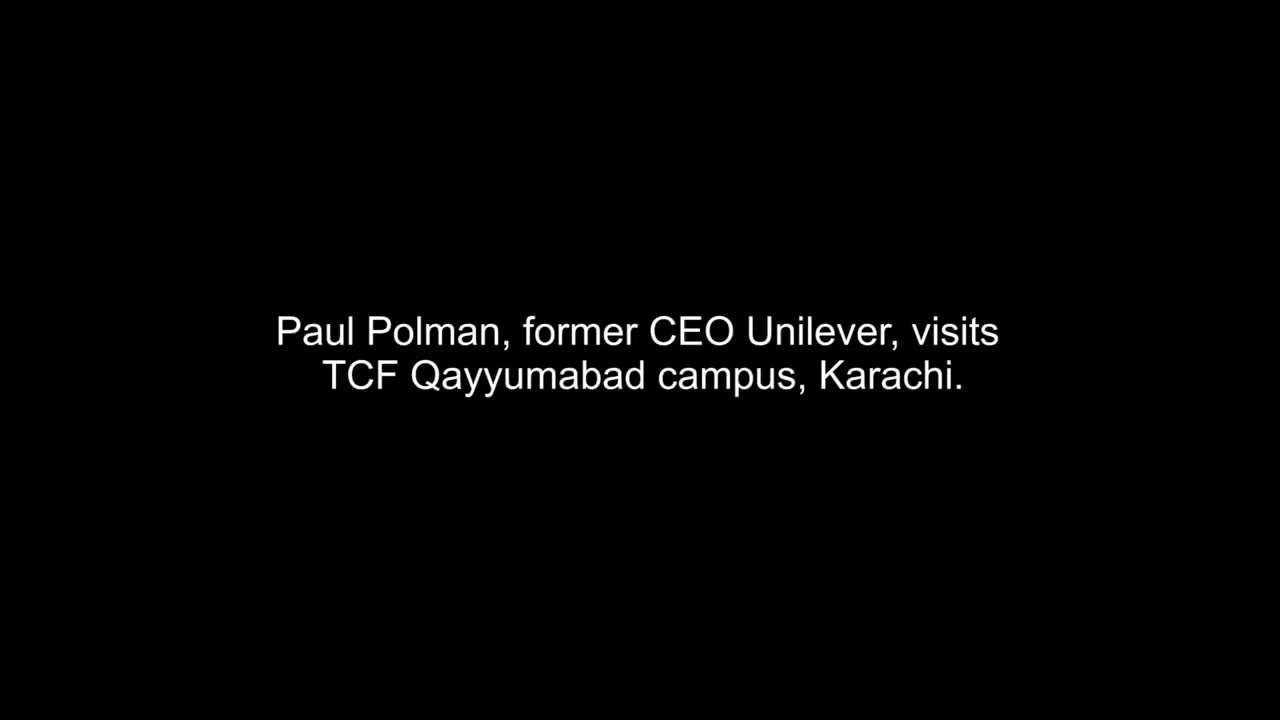 Paul Polman, former CEO Unilever, visits
TCF Qayyumabad campus, Karachi.